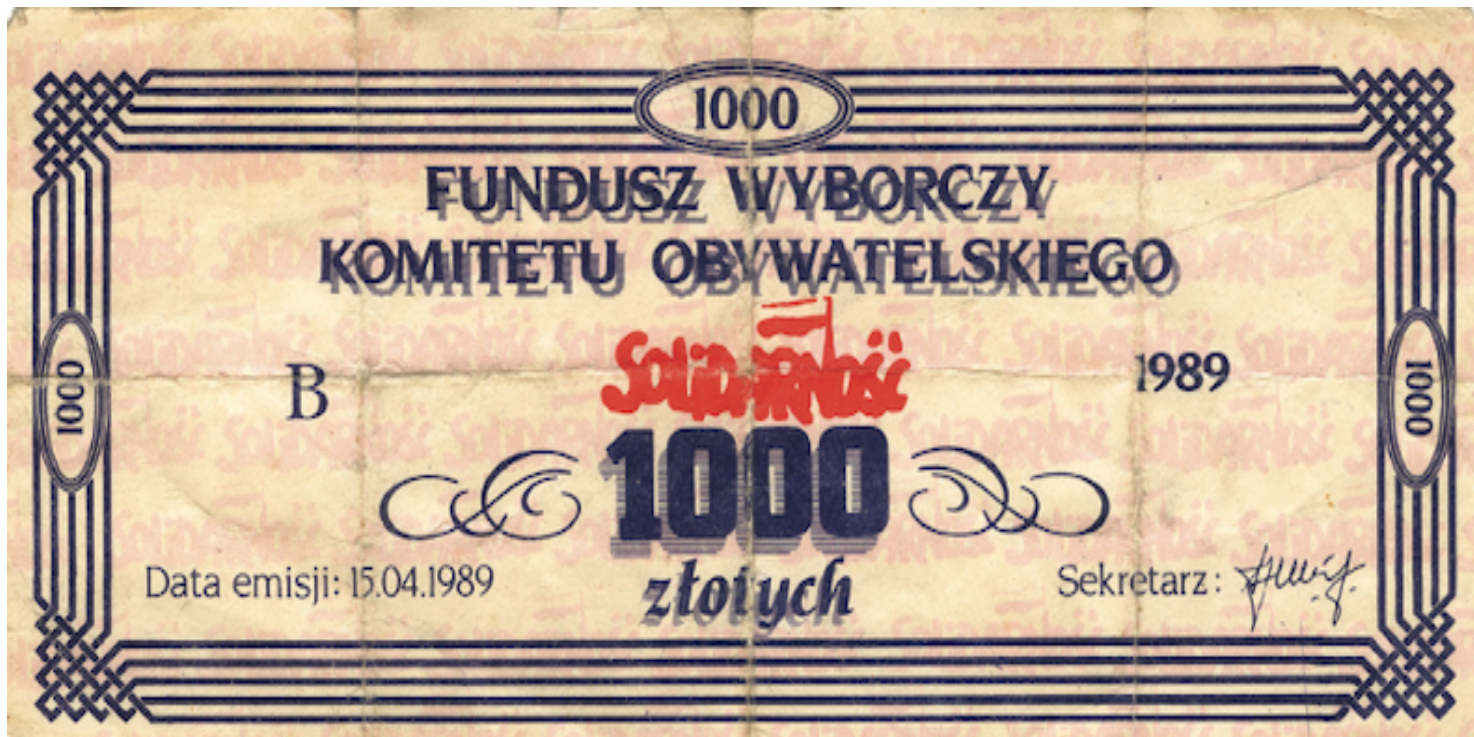 1000
FUNDUSZ WYBORCZY
KOMITETU OBYWATELSKIEGO
SOLiDARNOŚĆ
B
1989
1000
1000
1000
złotych
Data emisji: 15.04.1989
Sekretarz: